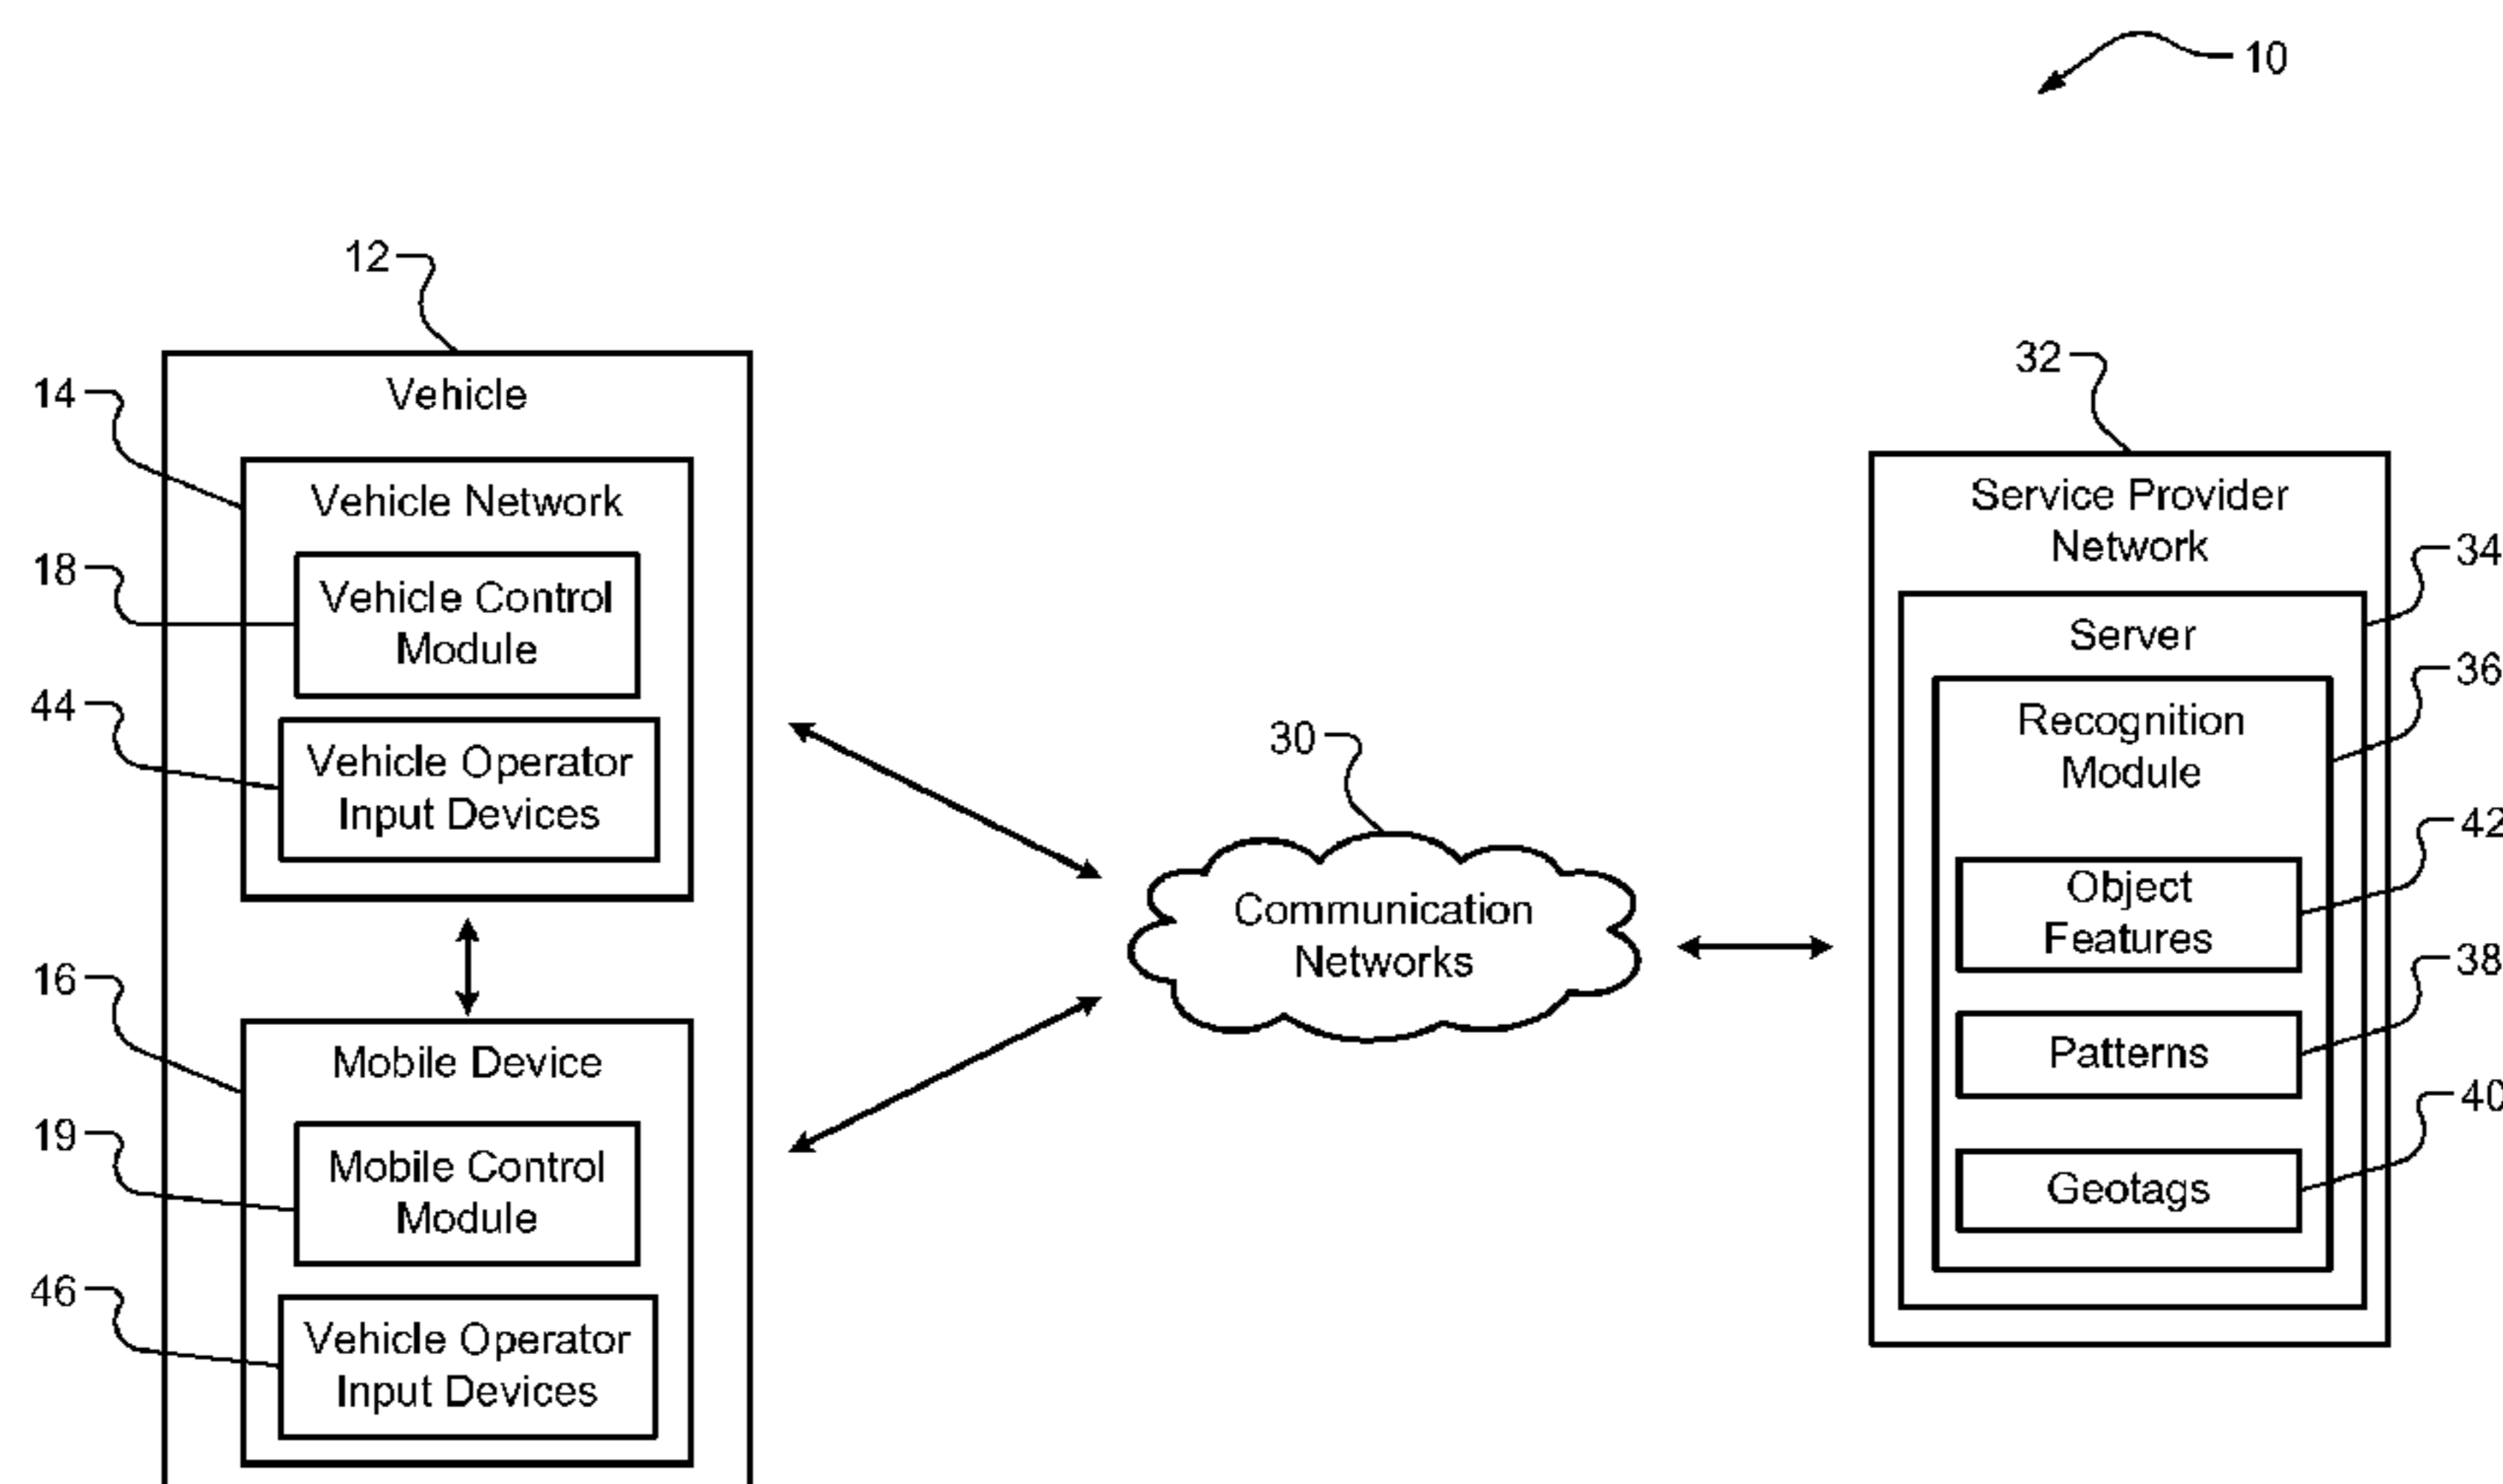 10
12
Vehicle
14
Vehicle Network
18
Vehicle Control
Module
44
Vehicle Operator
Input Devices
16
Mobile Device
19
Mobile Control
Module
46
Vehicle Operator
Input Devices
30
Communication
Networks
32
Service Provider
Network
34
Server
36
Recognition
Module
42
Object
Features
38
Patterns
40
Geotags